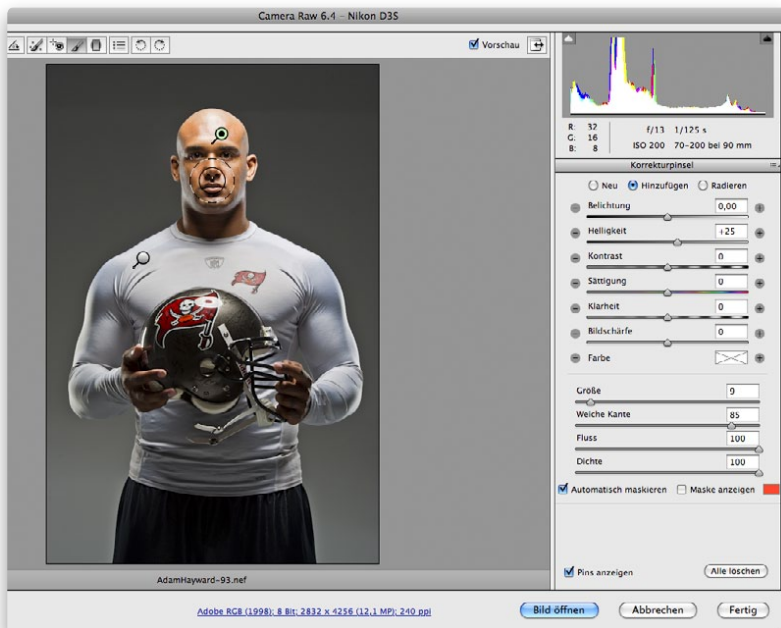 Camera Raw 6.4 – Nikon D3S
Vorschau
R: 32
G: 16
B: 8
f/13 1/125 s
ISO 200 70-200 bei 90 mm
Korrekturpinsel
Neu Hinzufügen Radieren
Belichtung 0,00
Helligkeit +25
Kontrast 0
Sättigung 0
Klarheit 0
Bildschärfe 0
Farbe
Größe 9
Weiche Kante 85
Fluss 100
Dichte 100
Automatisch maskieren Maske anzeigen
Pins anzeigen Alle löschen
AdamHayward-93.nef
Adobe RGB (1998); 8 Bit; 2832 x 4256 (12,1 MP); 240 ppi
Bild öffnen Abbrechen Fertig